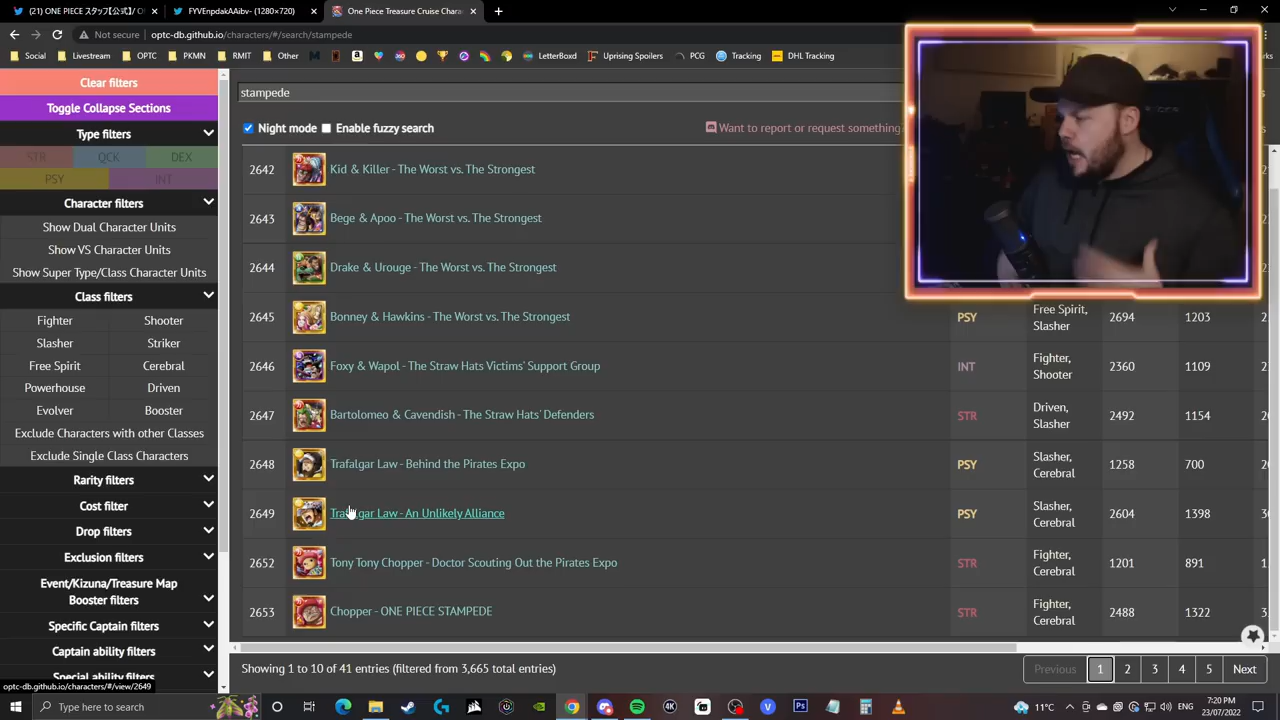 (21) ONE PIECE スタッフ【公式】/ O
FYVEnpdakAAibv- (1280×720)
One Piece Treasure Cruise Chara
Not secure
optc-db.github.io/characters/#/search/stampede
Social
Livestream
OPTC
PKMN
RMIT
Other
LetterBoxd
Uprising Spoilers
PCG
Tracking
DHL Tracking
Clear filters
Toggle Collapse Sections
Type filters
STR QCK DEX
PSY INT
Character filters
Show Dual Character Units
Show VS Character Units
Show Super Type/Class Character Units
Class filters
Fighter Shooter
Slasher Striker
Free Spirit Cerebral
Powerhouse Driven
Evolver Booster
Exclude Characters with other Classes
Exclude Single Class Characters
Rarity filters
Cost filter
Drop filters
Exclusion filters
Event/Kizuna/Treasure Map
Booster filters
Specific Captain filters
Captain ability filters
Special ability filters
optc-db.github.io/characters/#/view/2649
stampede
Night mode Enable fuzzy search
Want to report or request something
2642 Kid & Killer - The Worst vs. The Strongest
2643 Bege & Apoo - The Worst vs. The Strongest
2644 Drake & Urouge - The Worst vs. The Strongest
2645 Bonney & Hawkins - The Worst vs. The Strongest PSY Free Spirit, Slasher 2694 1203
2646 Foxy & Wapol - The Straw Hats Victims' Support Group INT Fighter, Shooter 2360 1109
2647 Bartolomeo & Cavendish - The Straw Hats' Defenders STR Driven, Slasher 2492 1154
2648 Trafalgar Law - Behind the Pirates Expo PSY Slasher, Cerebral 1258 700
2649 Trafalgar Law - An Unlikely Alliance PSY Slasher, Cerebral 2604 1398
2652 Tony Tony Chopper - Doctor Scouting Out the Pirates Expo STR Fighter, Cerebral 1201 891
2653 Chopper - ONE PIECE STAMPEDE STR Fighter, Cerebral 2488 1322
Showing 1 to 10 of 41 entries (filtered from 3,665 total entries)
Previous 1 2 3 4 5 Next
Type here to search
11°C
ENG
7:20 PM
23/07/2022